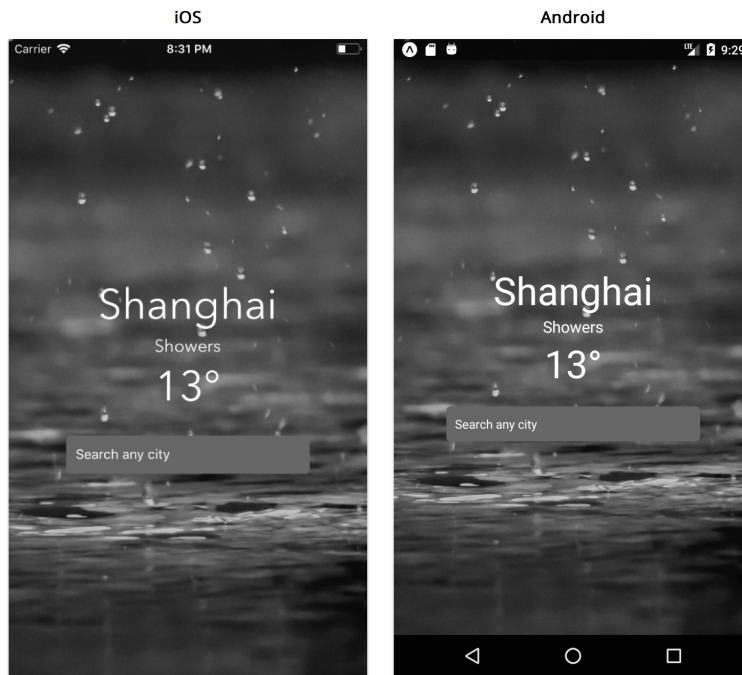 iOS
Carrier 8:31 PM
Shanghai
Showers
13°
Search any city
Android
LTE 9:29
Shanghai
Showers
13°
Search any city